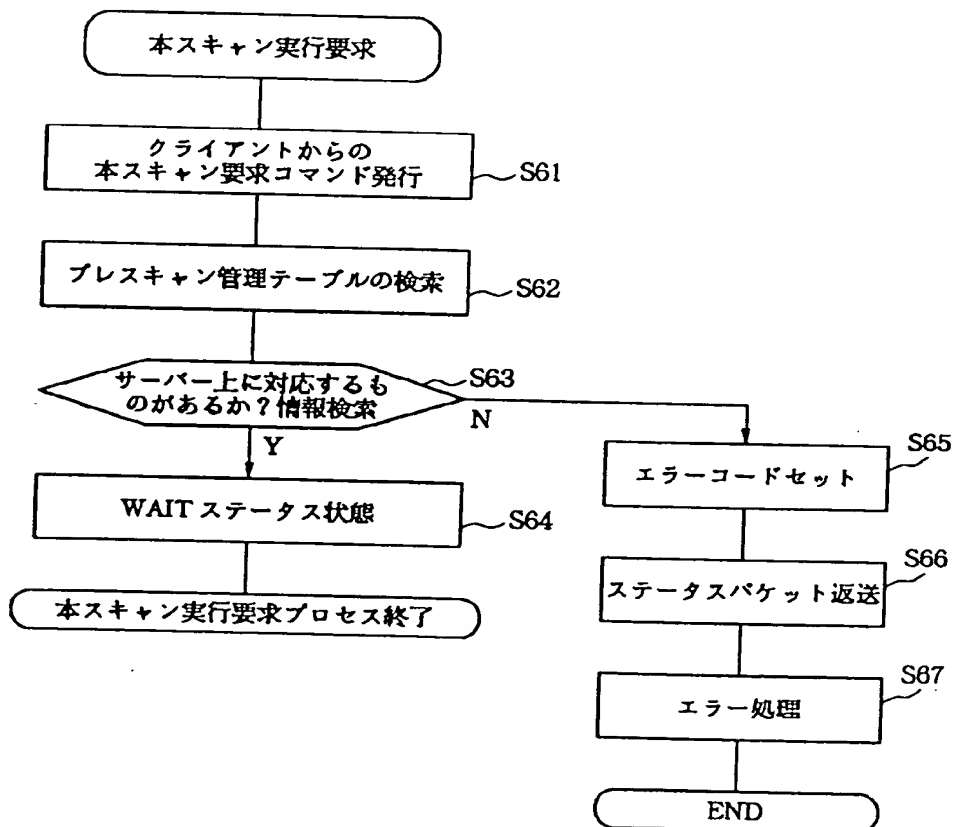 本スキャン実行要求
クライアントからの
本スキャン要求コマンド発行
S61
プレスキャン管理テーブルの検索
S62
サーバー上に対応するも
のがあるか?情報検索
S63
Y
N
WAIT ステータス状態
S64
本スキャン実行要求プロセス終了
エラーコードセット
S65
ステータスパケット返送
S66
エラー処理
S67
END